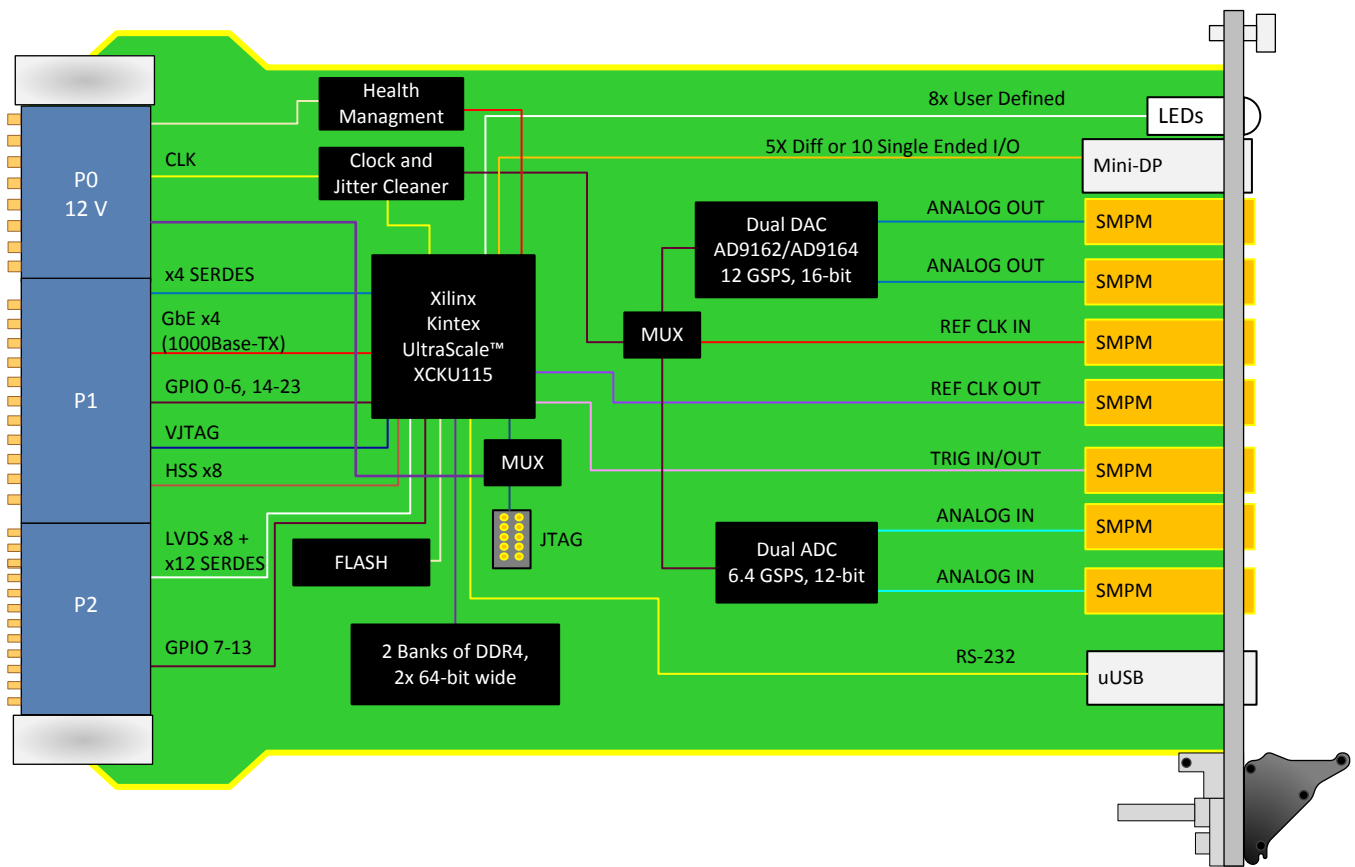 P0
12 V
P1
P2
CLK
x4 SERDES
GbE x4
(1000Base-TX)
GPIO 0-6, 14-23
VJTAG
HSS x8
LVDS x8 +
x12 SERDES
GPIO 7-13
Health
Managment
Clock and
Jitter Cleaner
Xilinx
Kintex
UltraScale™
XCKU115
MUX
JTAG
FLASH
2 Banks of DDR4,
2x 64-bit wide
MUX
Dual DAC
AD9162/AD9164
12 GSPS, 16-bit
Dual ADC
6.4 GSPS, 12-bit
8x User Defined
LEDs
5X Diff or 10 Single Ended I/O
Mini-DP
ANALOG OUT
SMPM
ANALOG OUT
SMPM
REF CLK IN
SMPM
REF CLK OUT
SMPM
TRIG IN/OUT
SMPM
ANALOG IN
SMPM
ANALOG IN
SMPM
RS-232
uUSB